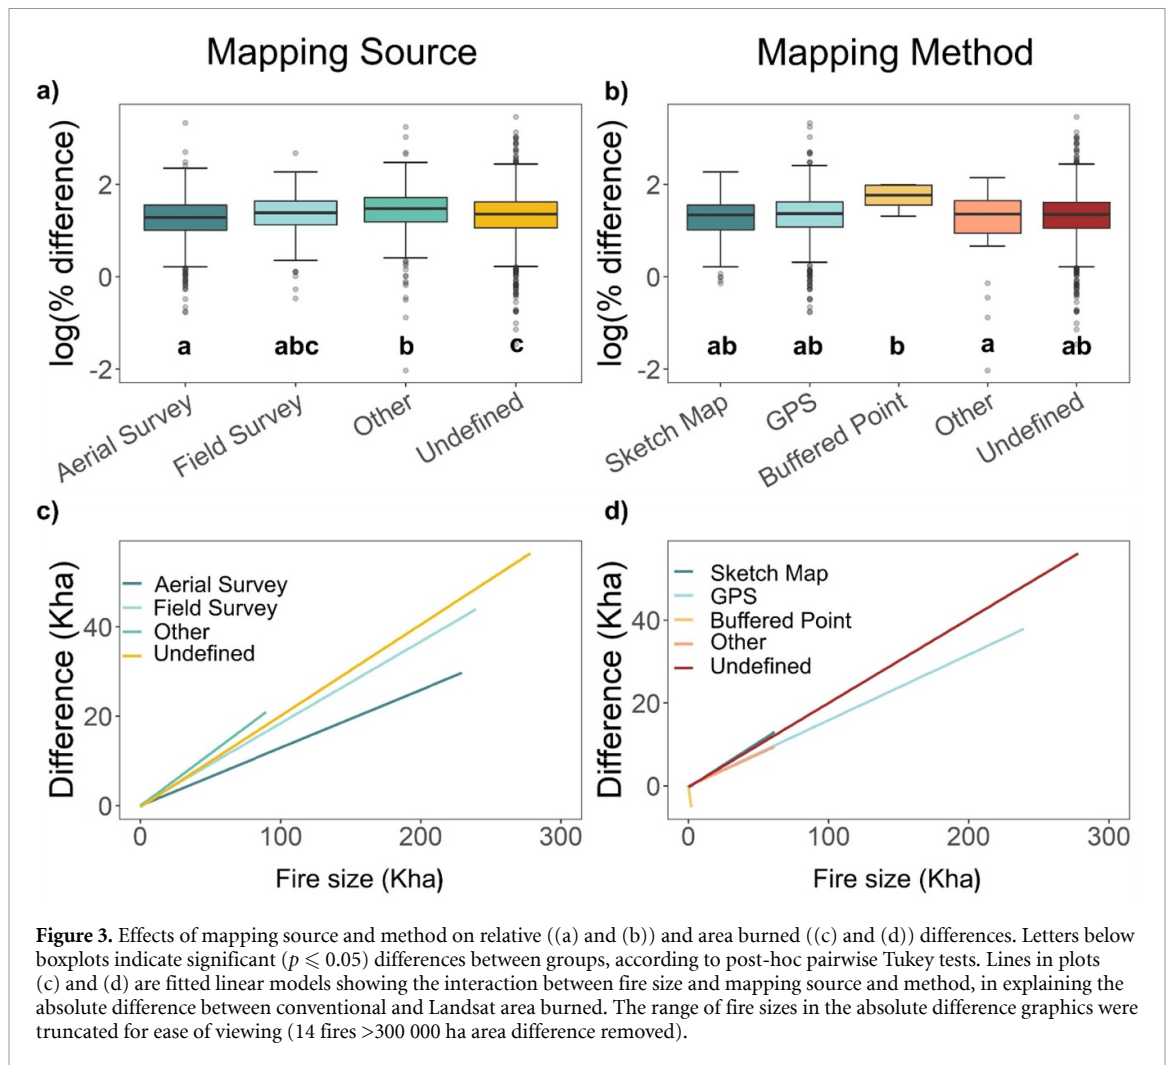 Mapping Source
Mapping Method
a)
log(% difference)
2
0
-2
a
abc
b
c
Aerial Survey
Field Survey
Other
Undefined
b)
log(% difference)
2
0
-2
ab
ab
b
a
ab
Sketch Map
GPS
Buffered Point
Other
Undefined
c)
Difference (Kha)
40
20
0
Aerial Survey
Field Survey
Other
Undefined
0
100
200
300
Fire size (Kha)
d)
Difference (Kha)
40
20
0
Sketch Map
GPS
Buffered Point
Other
Undefined
0
100
200
300
Fire size (Kha)
Figure 3. Effects of mapping source and method on relative ((a) and (b)) and area burned ((c) and (d)) differences. Letters below
boxplots indicate significant (p ⩽ 0.05) differences between groups, according to post-hoc pairwise Tukey tests. Lines in plots
(c) and (d) are fitted linear models showing the interaction between fire size and mapping source and method, in explaining the
absolute difference between conventional and Landsat area burned. The range of fire sizes in the absolute difference graphics were
truncated for ease of viewing (14 fires >300 000 ha area difference removed).